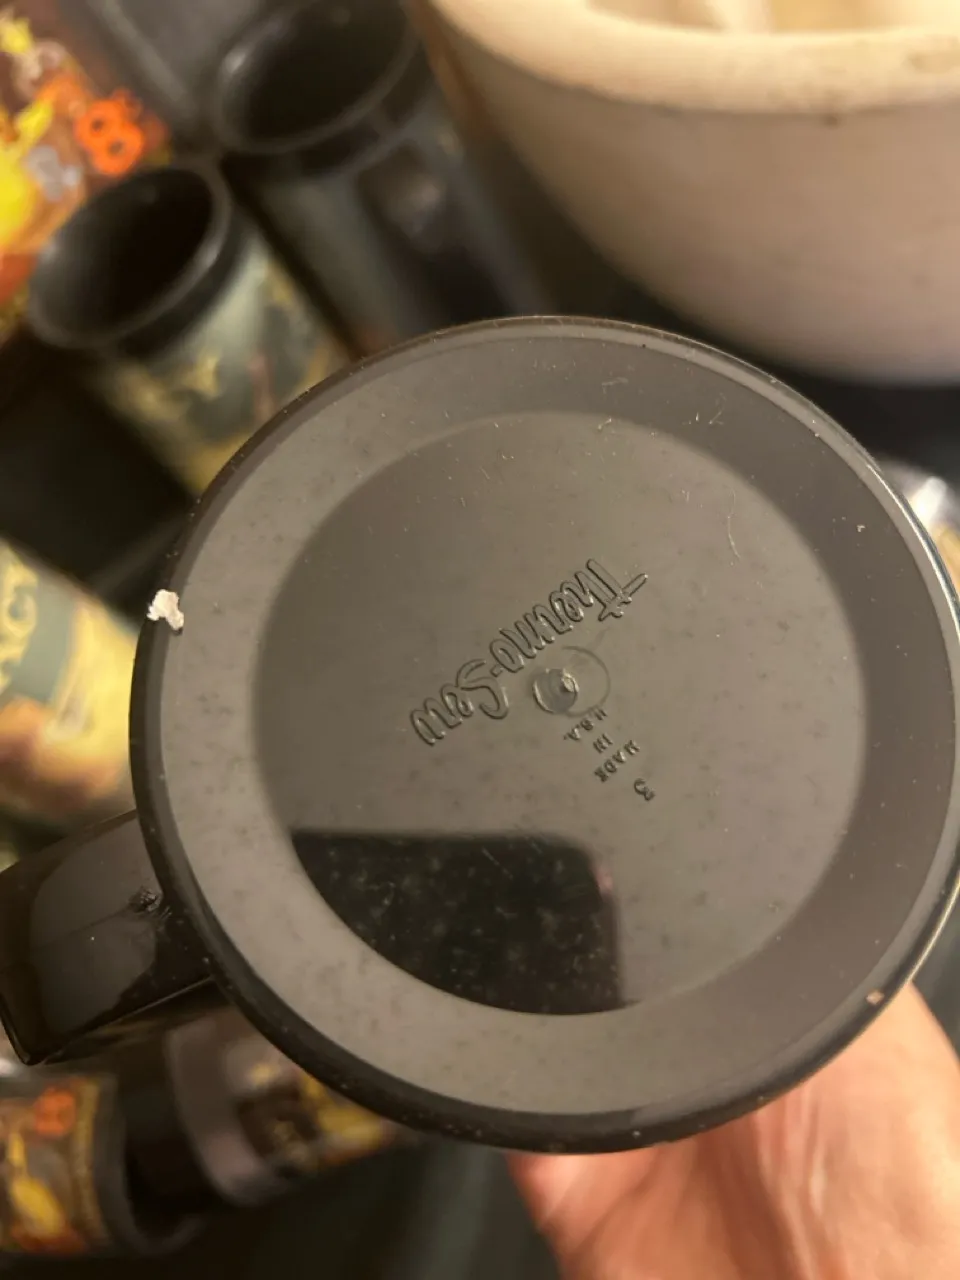 Thermo-Serv
3
MADE
IN
U.S.A.